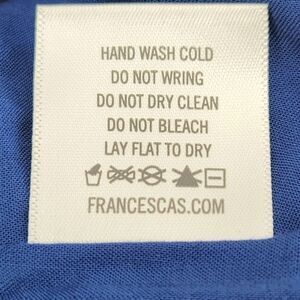 HAND WASH COLD
DO NOT WRING
DO NOT DRY CLEAN
DO NOT BLEACH
LAY FLAT TO DRY
FRANCESCAS.COM